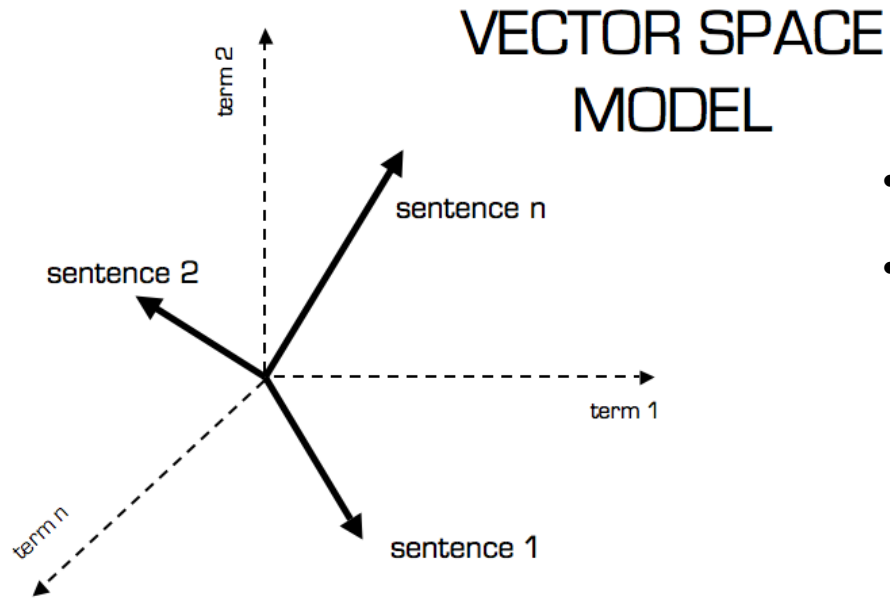 VECTOR SPACE
MODEL
term 2
sentence n
sentence 2
term 1
term n
sentence 1